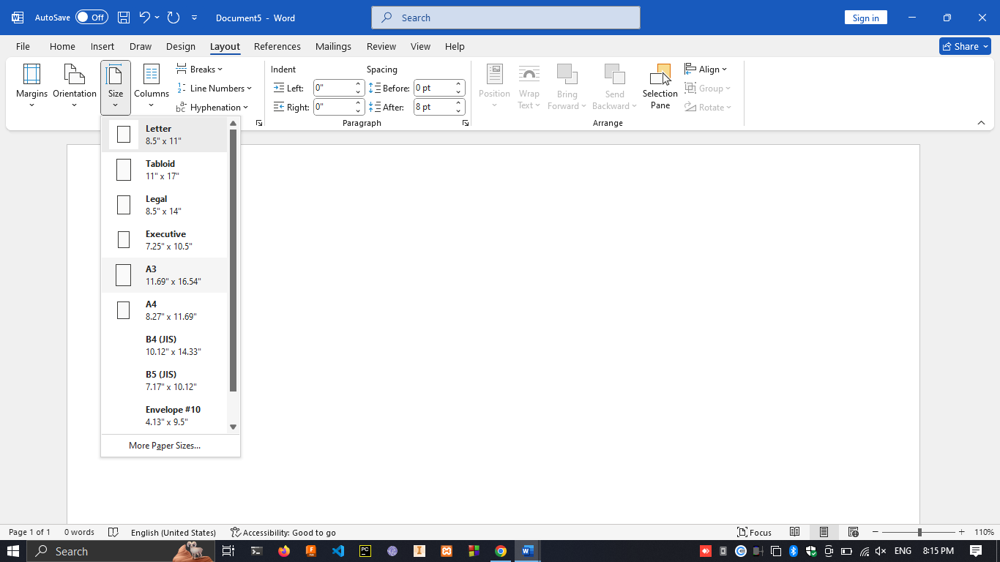 AutoSave Off Document5 - Word Search Sign in
File Home Insert Draw Design Layout References Mailings Review View Help Share
Margins Orientation Size Columns
Breaks
Line Numbers
Hyphenation
Indent Spacing
Left: 0" Before: 0 pt
Right: 0" After: 8 pt
Paragraph
Position
Wrap
Text
Bring
Forward
Send
Backward
Selection
Pane
Align
Group
Rotate
Arrange
Letter
8.5" x 11"
Tabloid
11" x 17"
Legal
8.5" x 14"
Executive
7.25" x 10.5"
A3
11.69" x 16.54"
A4
8.27" x 11.69"
B4 (JIS)
10.12" x 14.33"
B5 (JIS)
7.17" x 10.12"
Envelope #10
4.13" x 9.5"
More Paper Sizes...
Page 1 of 1 0 words English (United States) Accessibility: Good to go Focus 110%
Search ENG 8:15 PM